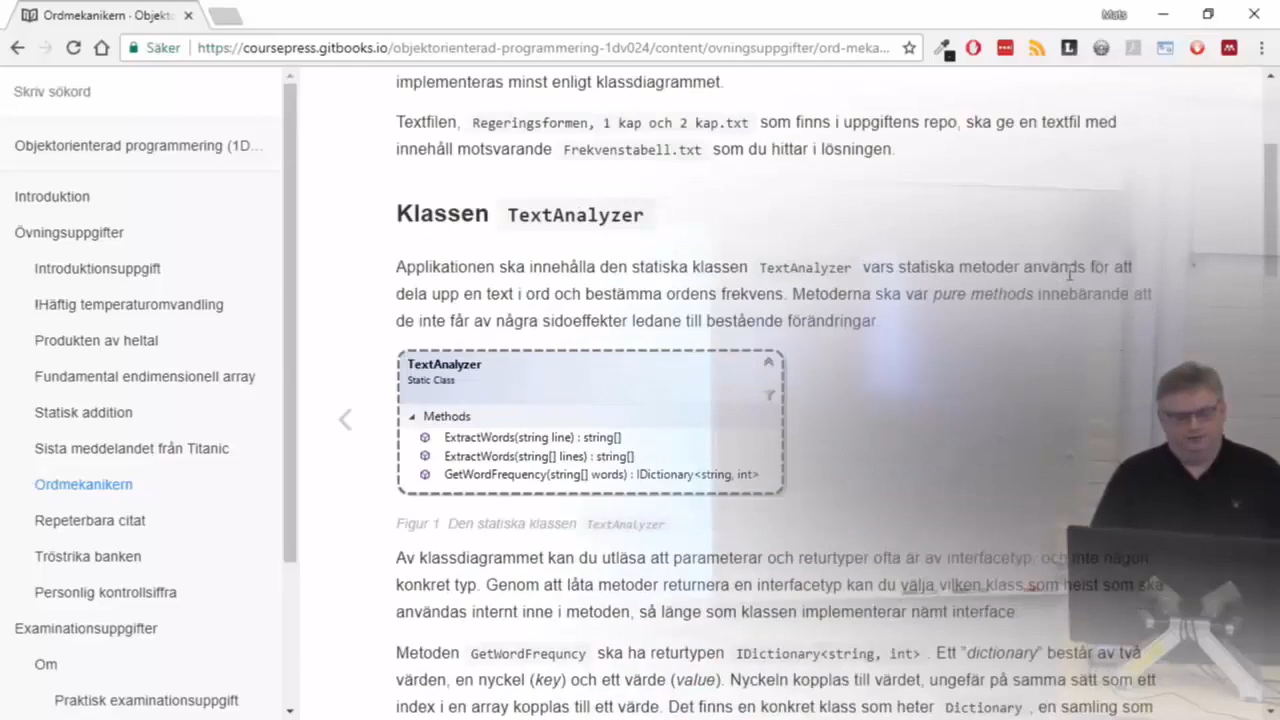 Ordmekanikern · Objekto
Mats
Säker
https://coursepress.gitbooks.io/objektorienterad-programmering-1dv024/content/ovningsuppgifter/ord-meka...
Skriv sökord
Objektorienterad programmering (1D...
Introduktion
Övningsuppgifter
Introduktionsuppgift
!Häftig temperaturomvandling
Produkten av heltal
Fundamental endimensionell array
Statisk addition
Sista meddelandet från Titanic
Ordmekanikern
Repeterbara citat
Tröstrika banken
Personlig kontrollsiffra
Examinationsuppgifter
Om
Praktisk examinationsuppgift
implementeras minst enligt klassdiagrammet.
Textfilen, Regeringsformen, 1 kap och 2 kap.txt som finns i uppgiftens repo, ska ge en textfil med
innehåll motsvarande Frekvenstabell.txt som du hittar i lösningen.
Klassen TextAnalyzer
Applikationen ska innehålla den statiska klassen TextAnalyzer vars statiska metoder används för att
dela upp en text i ord och bestämma ordens frekvens. Metoderna ska var pure methods innebärande att
de inte får av några sidoeffekter ledane till bestående förändringar.
TextAnalyzer
Static Class
Methods
ExtractWords(string line) : string[]
ExtractWords(string[] lines) : string[]
GetWordFrequency(string[] words) : IDictionary<string, int>
Figur 1 Den statiska klassen TextAnalyzer
Av klassdiagrammet kan du utläsa att parameterar och returtyper ofta är av interfacetyp, och inte någon
konkret typ. Genom att låta metoder returnera en interfacetyp kan du välja vilken klass som helst som ska
användas internt inne i metoden, så länge som klassen implementerar nämt interface.
Metoden GetWordFrequncy ska ha returtypen IDictionary<string, int> . Ett "dictionary" består av två
värden, en nyckel (key) och ett värde (value). Nyckeln kopplas till värdet, ungefär på samma sätt som ett
index i en array kopplas till ett värde. Det finns en konkret klass som heter Dictionary , en samling som